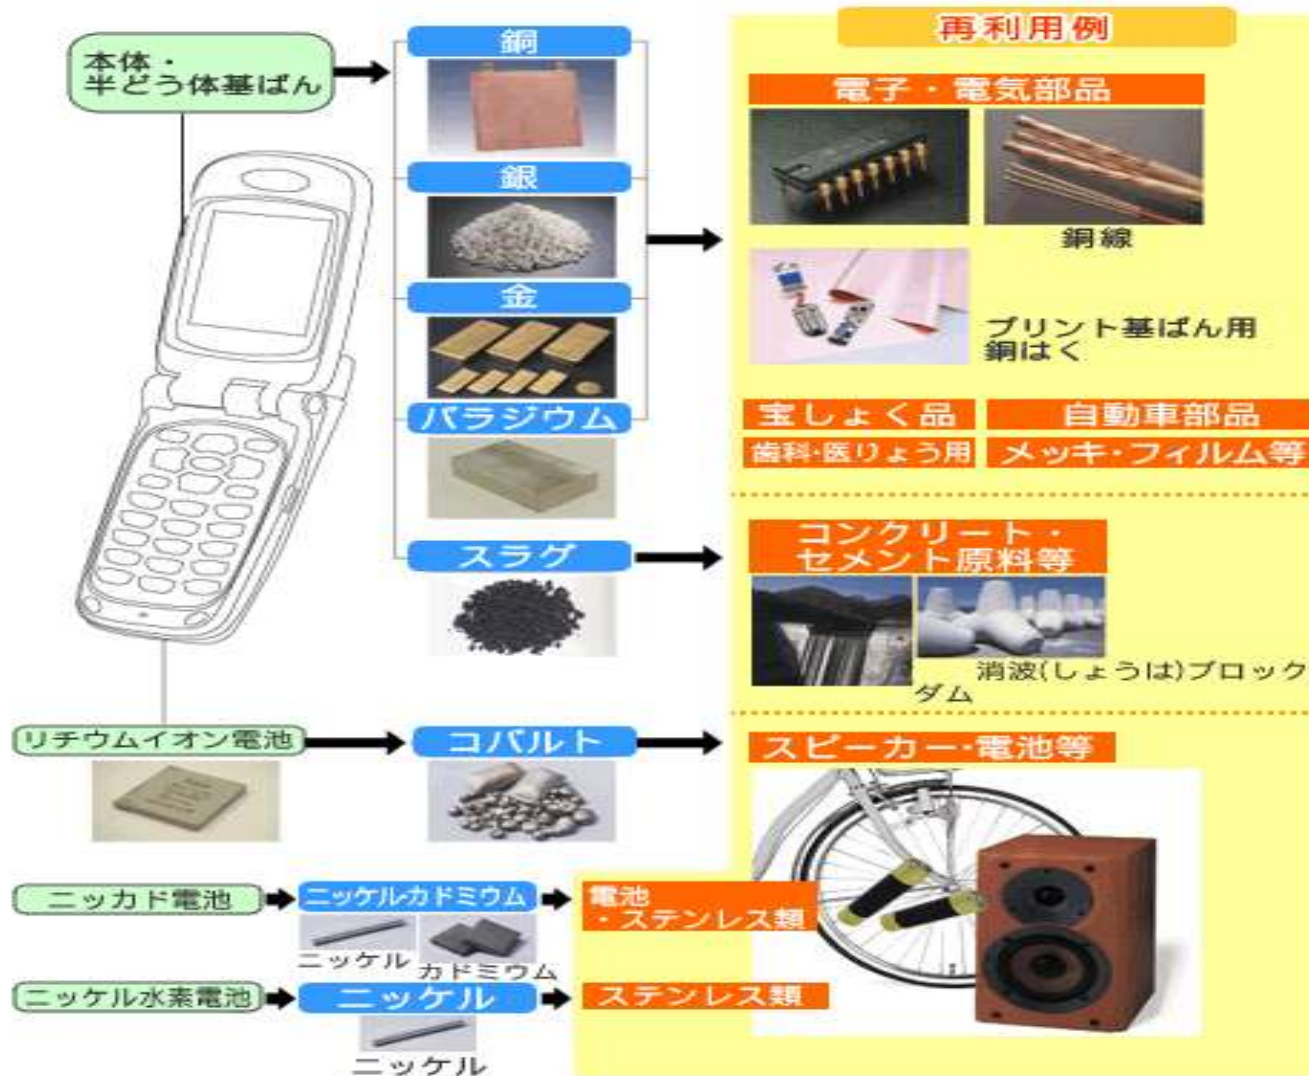 再利用例
本体・
半どう体基ばん
銅
銀
金
パラジウム
スラグ
電子・電気部品
銅線
プリント基ばん用
銅はく
宝しょく品
自動車部品
歯科・医りょう用
メッキ・フィルム等
コンクリート・
セメント原料等
消波(しょうは)ブロック
ダム
リチウムイオン電池
コバルト
スピーカー・電池等
ニッカド電池
ニッケルカドミウム
ニッケル
カドミウム
電池
・ステンレス類
ニッケル水素電池
ニッケル
ニッケル
ステンレス類